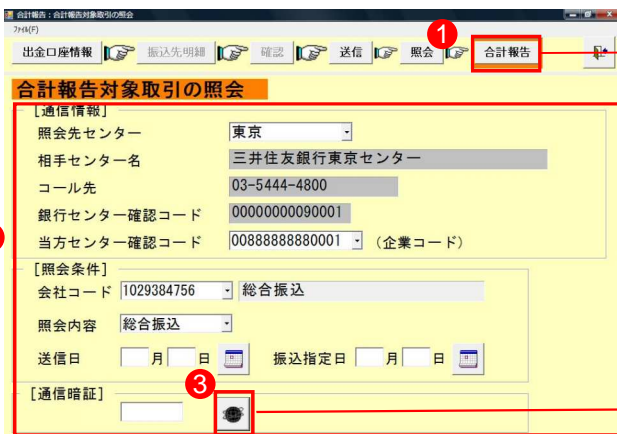 合計報告：合計報告対象取引の照会
ﾌｧｲﾙ(F)
出金口座情報 振込先明細 確認 送信 照会 合計報告
1
合計報告対象取引の照会
[通信情報]
照会先センター 東京
相手センター名 三井住友銀行東京センター
コール先 03-5444-4800
銀行センター確認コード 00000000090001
当方センター確認コード 00888888880001 (企業コード)
[照会条件]
会社コード 1029384756 総合振込
照会内容 総合振込
送信日 月 日 振込指定日 月 日
3
[通信暗証]